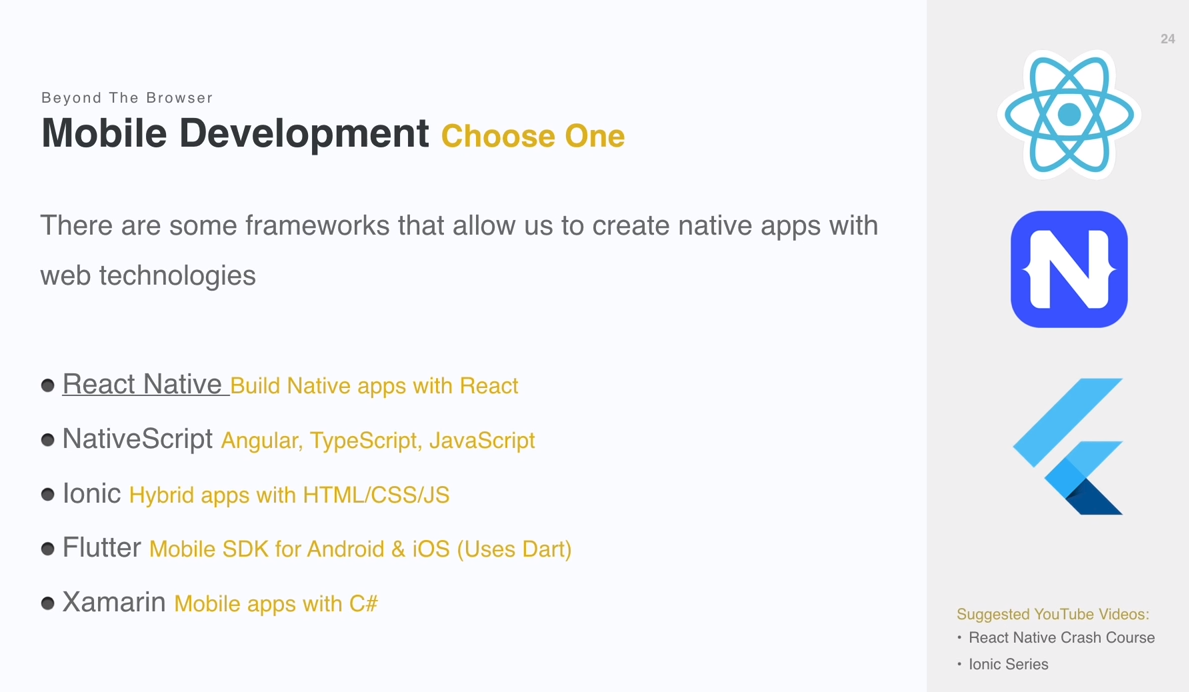 24
Beyond The Browser
Mobile Development Choose One
There are some frameworks that allow us to create native apps with
web technologies
• React Native Build Native apps with React
• NativeScript Angular, TypeScript, JavaScript
• Ionic Hybrid apps with HTML/CSS/JS
• Flutter Mobile SDK for Android & iOS (Uses Dart)
• Xamarin Mobile apps with C#
N
Suggested YouTube Videos:
• React Native Crash Course
• Ionic Series